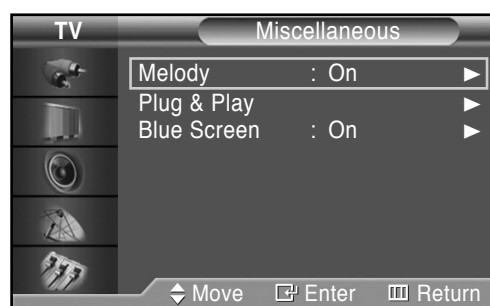 TV Miscellaneous
Melody : On
Plug & Play
Blue Screen : On
Move Enter Return